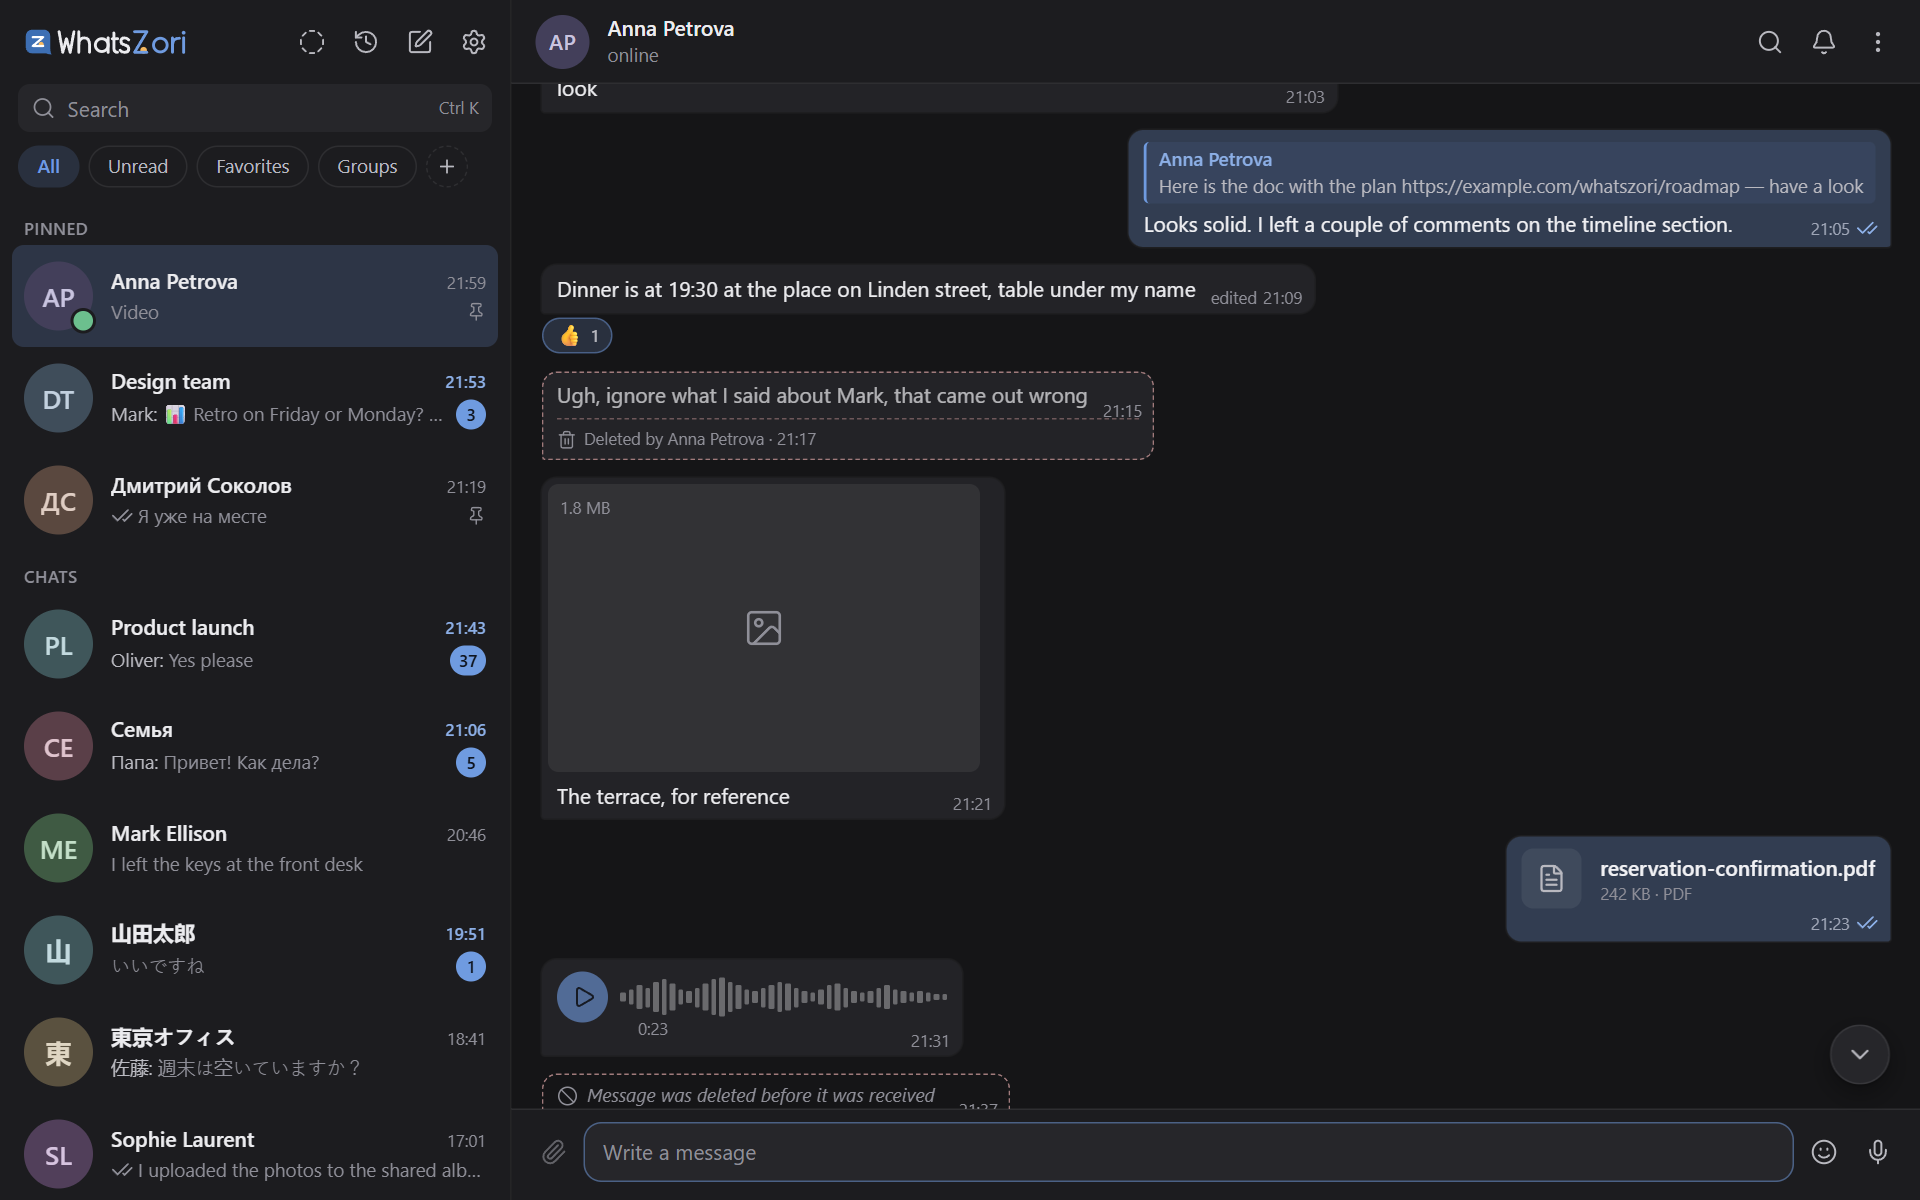 WhatsZori
Search
Ctrl K
All
Unread
Favorites
Groups
PINNED
AP
Anna Petrova
21:59
Video
DT
Design team
21:53
Mark: 📊 Retro on Friday or Monday? ...
3
ДС
Дмитрий Соколов
21:19
Я уже на месте
CHATS
PL
Product launch
21:43
Oliver: Yes please
37
СЕ
Семья
21:06
Папа: Привет! Как дела?
5
ME
Mark Ellison
20:46
I left the keys at the front desk
山
山田太郎
19:51
いいですね
1
東
東京オフィス
18:41
佐藤: 週末は空いていますか？
SL
Sophie Laurent
17:01
I uploaded the photos to the shared alb...
AP
Anna Petrova
online
look
21:03
Anna Petrova
Here is the doc with the plan https://example.com/whatszori/roadmap — have a look
Looks solid. I left a couple of comments on the timeline section.
21:05
Dinner is at 19:30 at the place on Linden street, table under my name
edited 21:09
👍 1
Ugh, ignore what I said about Mark, that came out wrong
21:15
Deleted by Anna Petrova · 21:17
1.8 MB
The terrace, for reference
21:21
reservation-confirmation.pdf
242 KB · PDF
21:23
0:23
21:31
Message was deleted before it was received
21:37
Write a message